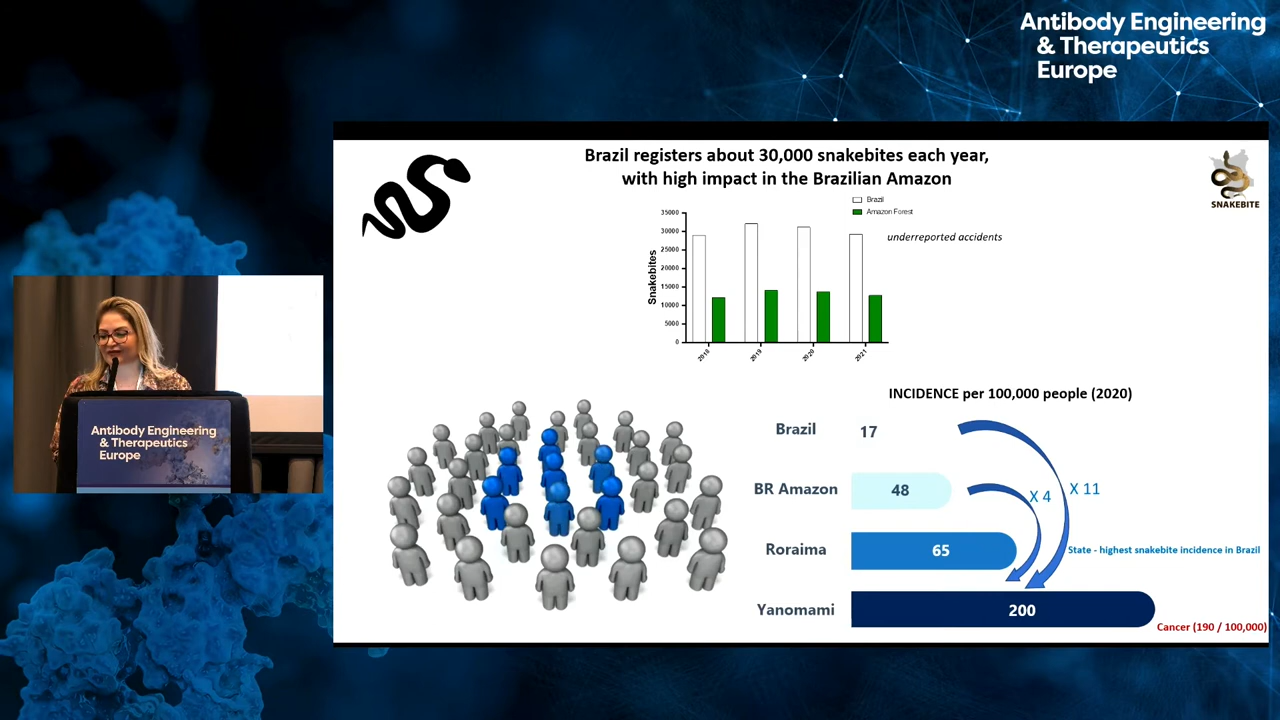 Antibody Engineering
& Therapeutics
Europe
Brazil registers about 30,000 snakebites each year,
with high impact in the Brazilian Amazon
SNAKEBITE
Brazil
Amazon Forest
underreported accidents
Snakebites
35000
30000
25000
20000
15000
10000
5000
0
2018
2019
2020
2021
Antibody Engineering
& Therapeutics
Europe
INCIDENCE per 100,000 people (2020)
Brazil 17
BR Amazon 48
X 4
X 11
Roraima 65
State - highest snakebite incidence in Brazil
Yanomami 200
Cancer (190 / 100,000)